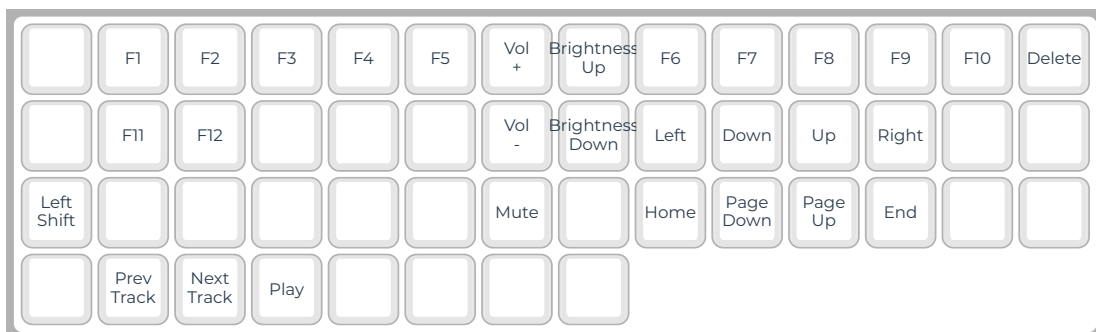 F1 F2 F3 F4 F5 Vol + Brightness Up F6 F7 F8 F9 F10 Delete
F11 F12 Vol - Brightness Down Left Down Up Right
Left Shift Mute Home Page Down Page Up End
Prev Track Next Track Play